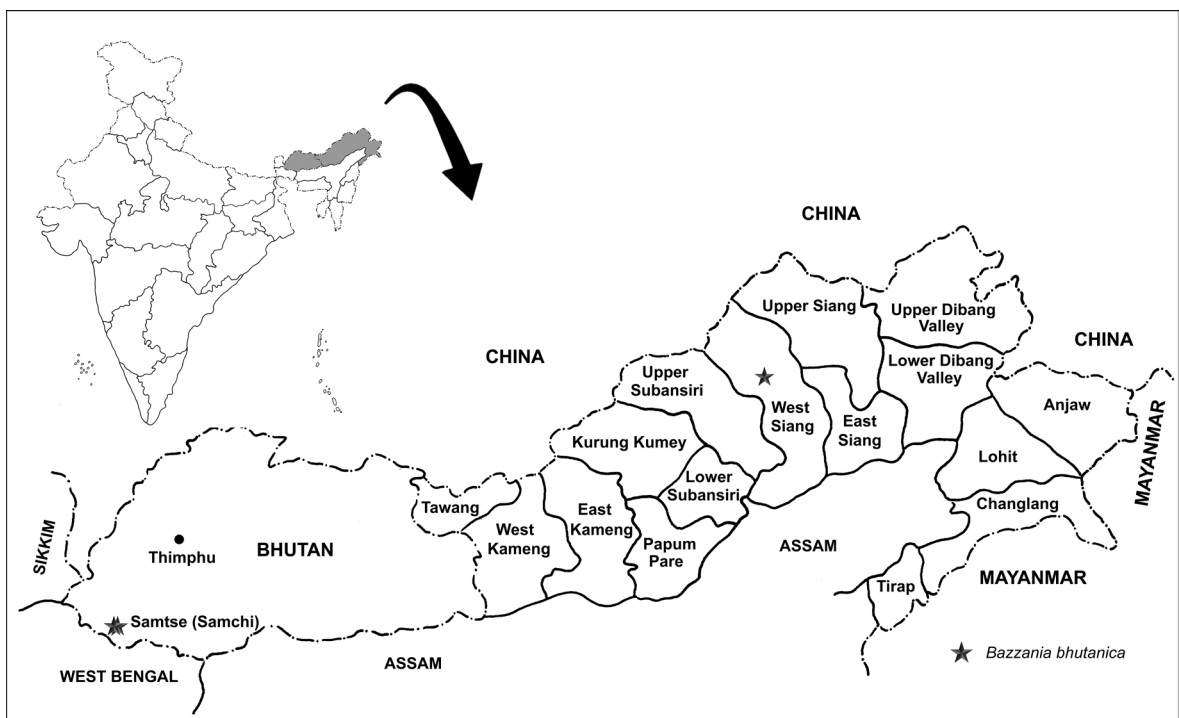 CHINA
CHINA
CHINA
Upper Siang
Upper Dibang
Valley
Lower Dibang
Valley
Upper
Subansiri
West
Siang
East
Siang
Anjaw
MAYANMAR
Kurung Kumey
Lohit
Lower
Subansiri
Changlang
Tawang
East
Kameng
West
Kameng
Papum
Pare
ASSAM
MAYANMAR
Tirap
SIKKIM
Thimphu
BHUTAN
Samtse (Samchi)
WEST BENGAL
ASSAM
Bazzania bhutanica